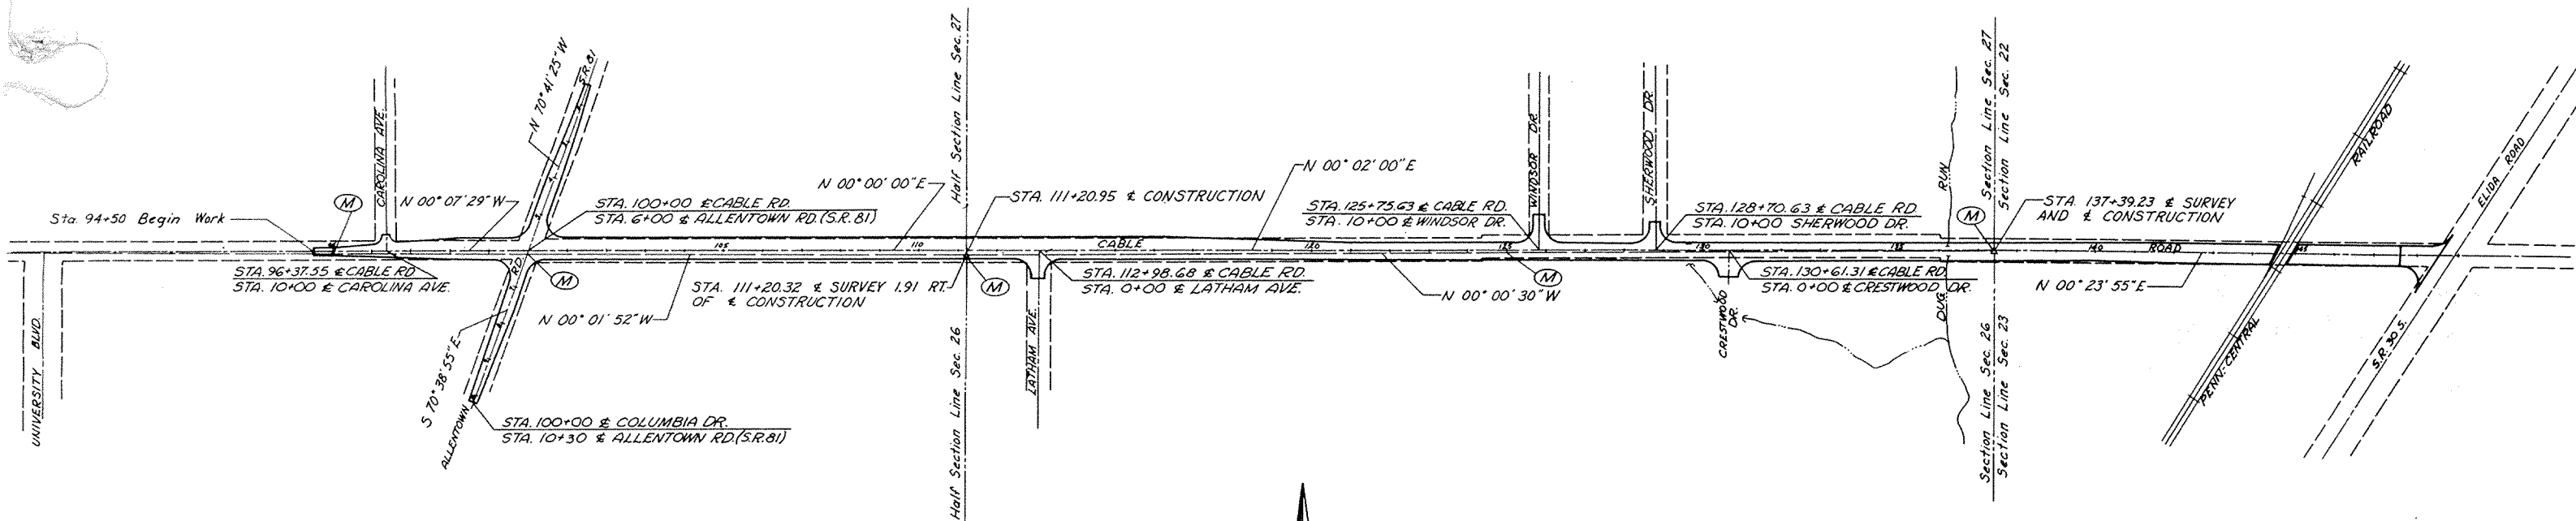 Half Section Line Sec. 27
Section Line Sec. 27
Section Line Sec. 22
N 70° 41' 25" W
S.R. 81
CAROLINA AVE.
WINDSOR DR.
SHERWOOD DR.
RUN
RAILROAD
ELIDA ROAD
Sta. 94+50 Begin Work
M
N 00° 07' 29" W
STA. 100+00 ℄ CABLE RD.
STA. 6+00 ℄ ALLENTOWN RD. (S.R. 81)
N 00° 00' 00" E
STA. 111+20.95 ℄ CONSTRUCTION
N 00° 02' 00" E
STA. 125+75.63 ℄ CABLE RD.
STA. 10+00 ℄ WINDSOR DR.
STA. 128+70.63 ℄ CABLE RD
STA. 10+00 SHERWOOD DR.
M
STA. 137+39.23 ℄ SURVEY
AND ℄ CONSTRUCTION
105
110
CABLE
120
125
130
135
140
ROAD
145
STA. 96+37.55 ℄ CABLE RD
STA. 10+00 ℄ CAROLINA AVE.
RD.
M
STA. 111+20.32 ℄ SURVEY 1.91 RT.
OF ℄ CONSTRUCTION
M
STA. 112+98.68 ℄ CABLE RD.
STA. 0+00 ℄ LATHAM AVE.
M
N 00° 00' 30" W
STA. 130+61.31 ℄ CABLE RD
STA. 0+00 ℄ CRESTWOOD DR.
N 00° 23' 55" E
N 00° 01' 52" W
UNIVERSITY BLVD.
S 70° 38' 55" E
ALLENTOWN
LATHAM AVE.
CRESTWOOD
DR.
DUG
PENN-CENTRAL
S.R. 30 S.
STA. 100+00 ℄ COLUMBIA DR.
STA. 10+30 ℄ ALLENTOWN RD. (S.R. 81)
Half Section Line Sec. 26
Section Line Sec. 26
Section Line Sec. 23